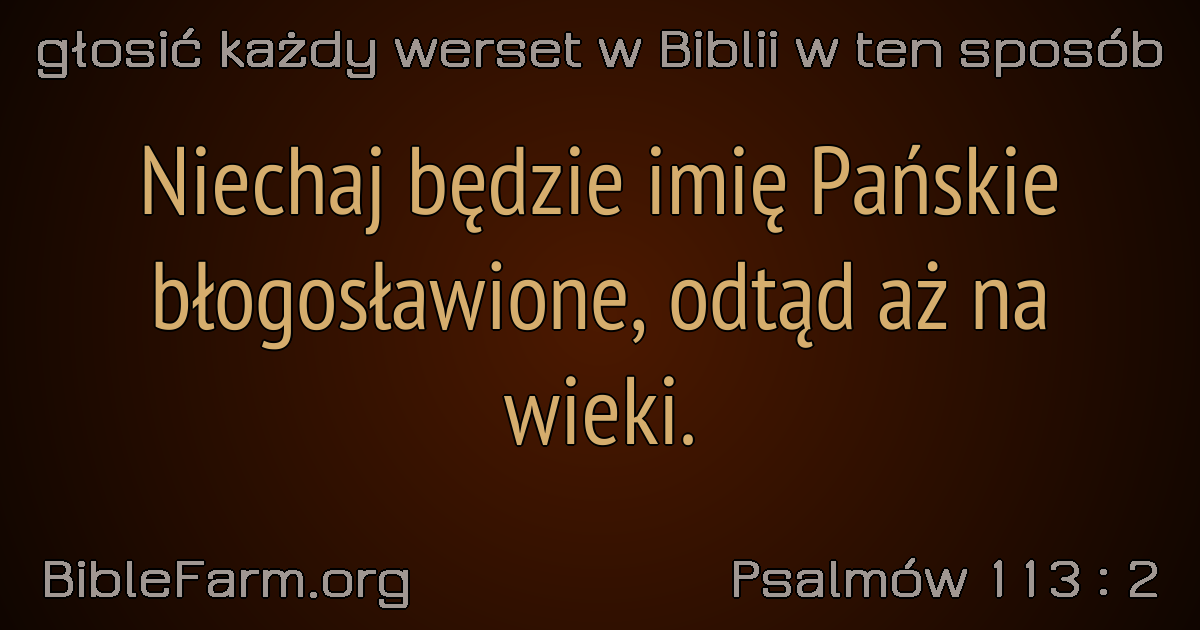 głosić każdy werset w Biblii w ten sposób
Niechaj będzie imię Pańskie
błogosławione, odtąd aż na
wieki.
BibleFarm.org
Psalmów 113 : 2